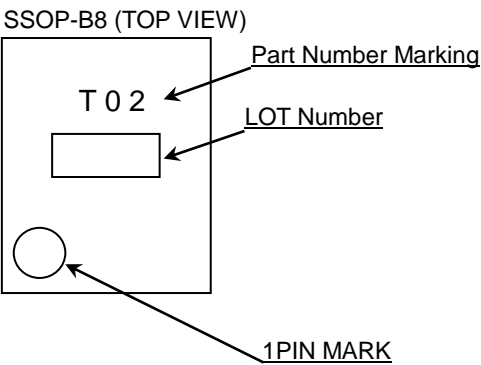 SSOP-B8 (TOP VIEW)
Part Number Marking
T 0 2
LOT Number
1PIN MARK